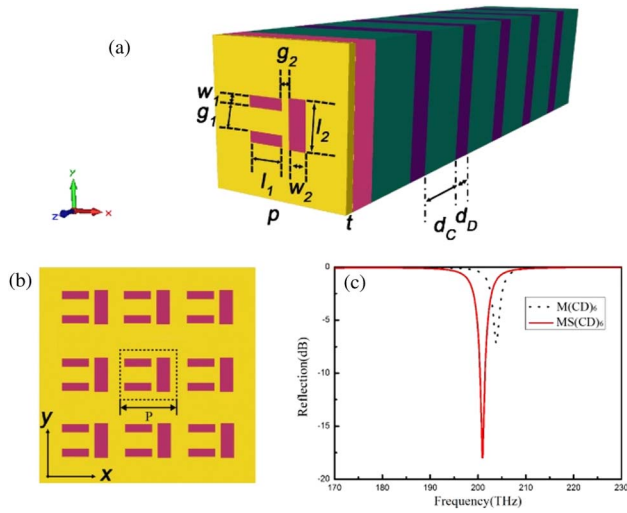 (a)
g2
w1
g1
l2
l1
w2
p
t
dC
dD
y
x
z
(b)
P
y
x
(c)
Reflection(dB)
0
-5
-10
-15
-20
M(CD)6
MS(CD)6
170 180 190 200 210 220 230
Frequency(THz)